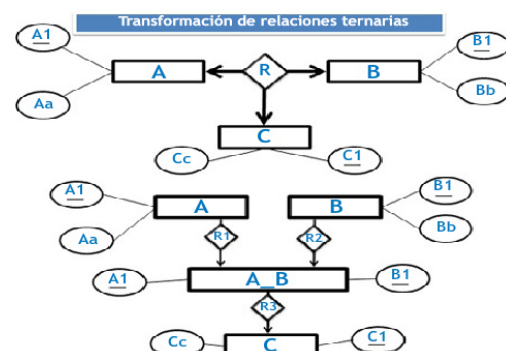 Transformación de relaciones ternarias
A1
B1
A
R
B
Aa
Bb
C
Cc
C1
A1
A
B
B1
Aa
R1
R2
Bb
A1
A_B
B1
R3
Cc
C
C1